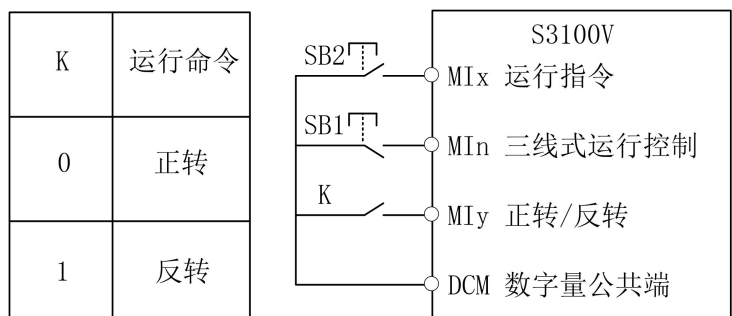 K 运行命令
0 正转
1 反转
S3100V
SB2 MIx 运行指令
SB1 MIn 三线式运行控制
K MIy 正转/反转
DCM 数字量公共端